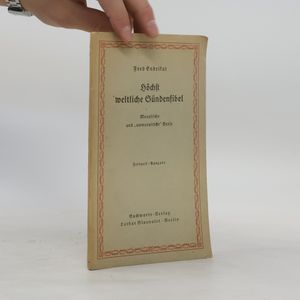 Fred Endrikat
Höchst
weltliche Sündenfibel
Moralische
und „unmoralische“ Verse
Feldpost-Ausgabe
Buchwarte-Verlag
Lothar Blanvalet · Berlin